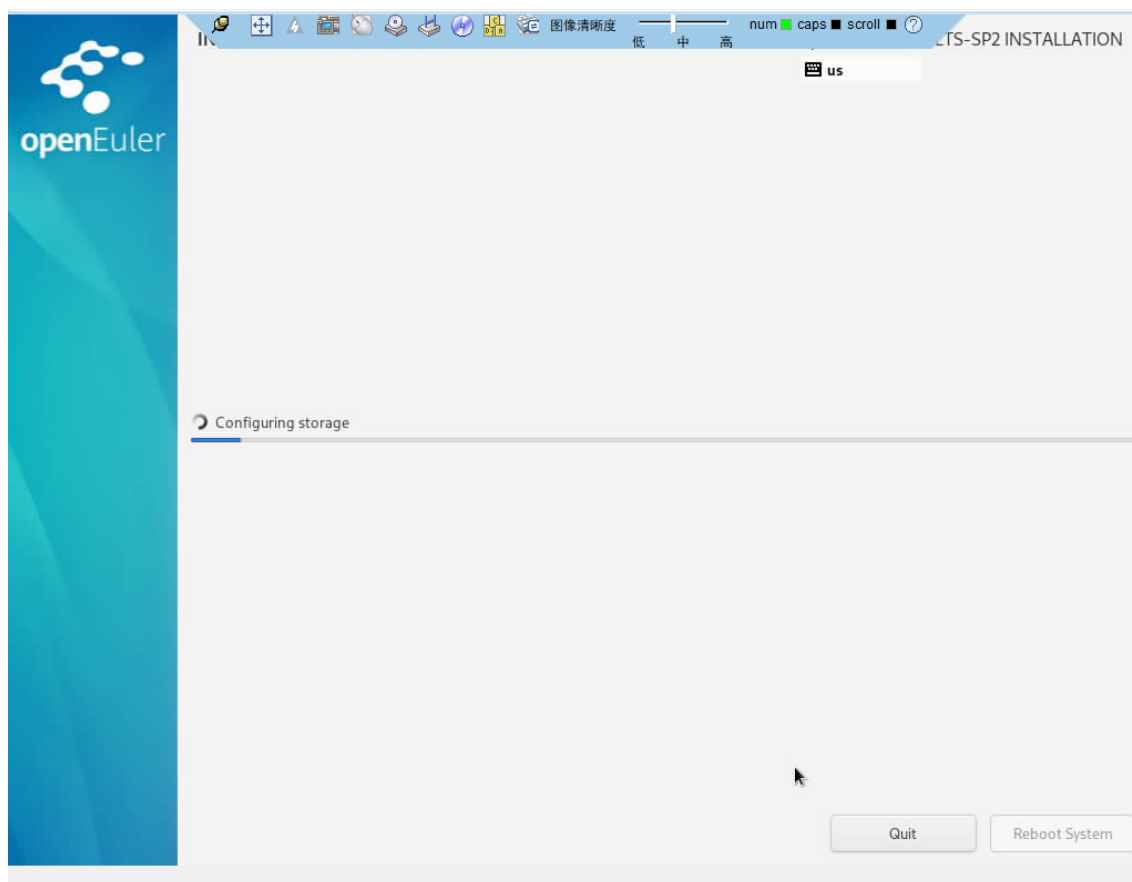 图像清晰度
低 中 高
num caps scroll ?
LTS-SP2 INSTALLATION
us
openEuler
Configuring storage
Quit
Reboot System